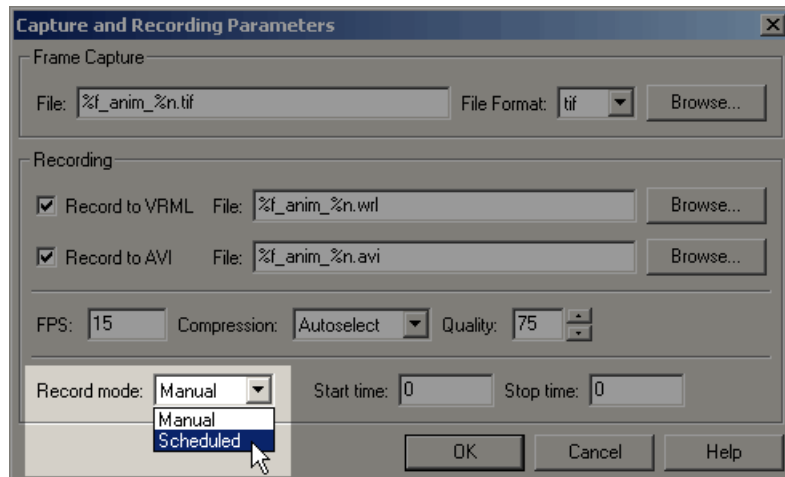 Capture and Recording Parameters
Frame Capture
File: %f_anim_%n.tif File Format: tif Browse...
Recording
Record to VRML File: %f_anim_%n.wrl Browse...
Record to AVI File: %f_anim_%n.avi Browse...
FPS: 15 Compression: Autoselect Quality: 75
Record mode: Manual Start time: 0 Stop time: 0
Manual
Scheduled
OK Cancel Help